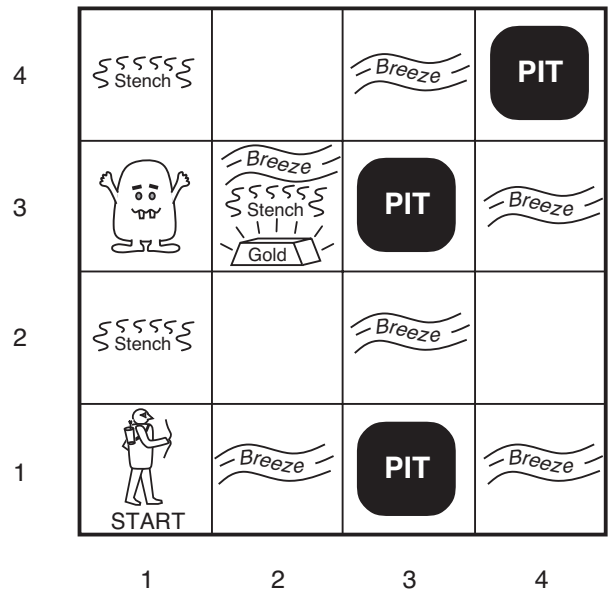 4
Stench
Breeze
PIT
3
Breeze
Stench
Gold
PIT
Breeze
2
Stench
Breeze
1
START
Breeze
PIT
Breeze
1 2 3 4